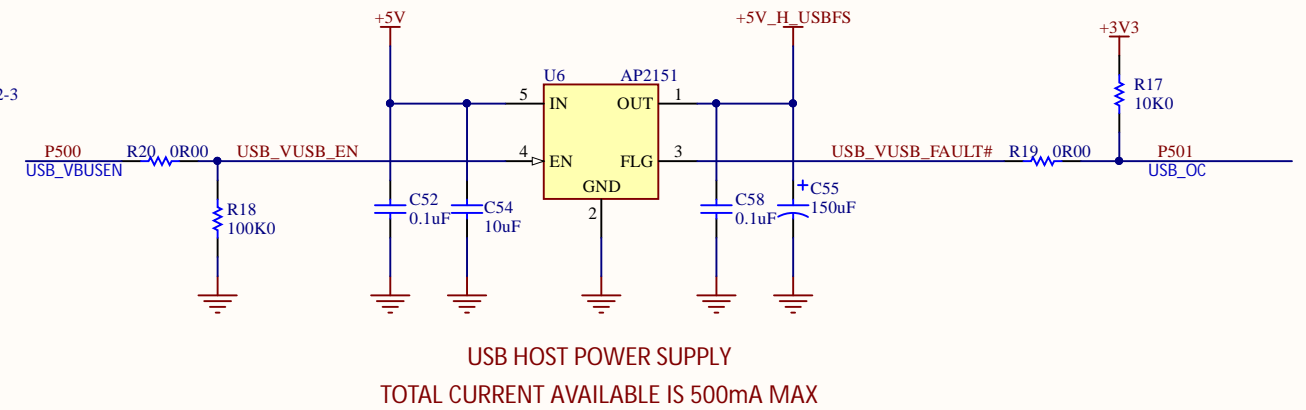 +5V
+5V_H_USBFS
+3V3
U6
AP2151
2-3
5
IN
OUT
1
R17
10K0
P500
R20
0R00
USB_VUSB_EN
4
EN
FLG
3
USB_VUSB_FAULT#
R19
0R00
P501
USB_VBUSEN
USB_OC
GND
2
R18
100K0
C52
0.1uF
C54
10uF
C58
0.1uF
+
C55
150uF
USB HOST POWER SUPPLY
TOTAL CURRENT AVAILABLE IS 500mA MAX